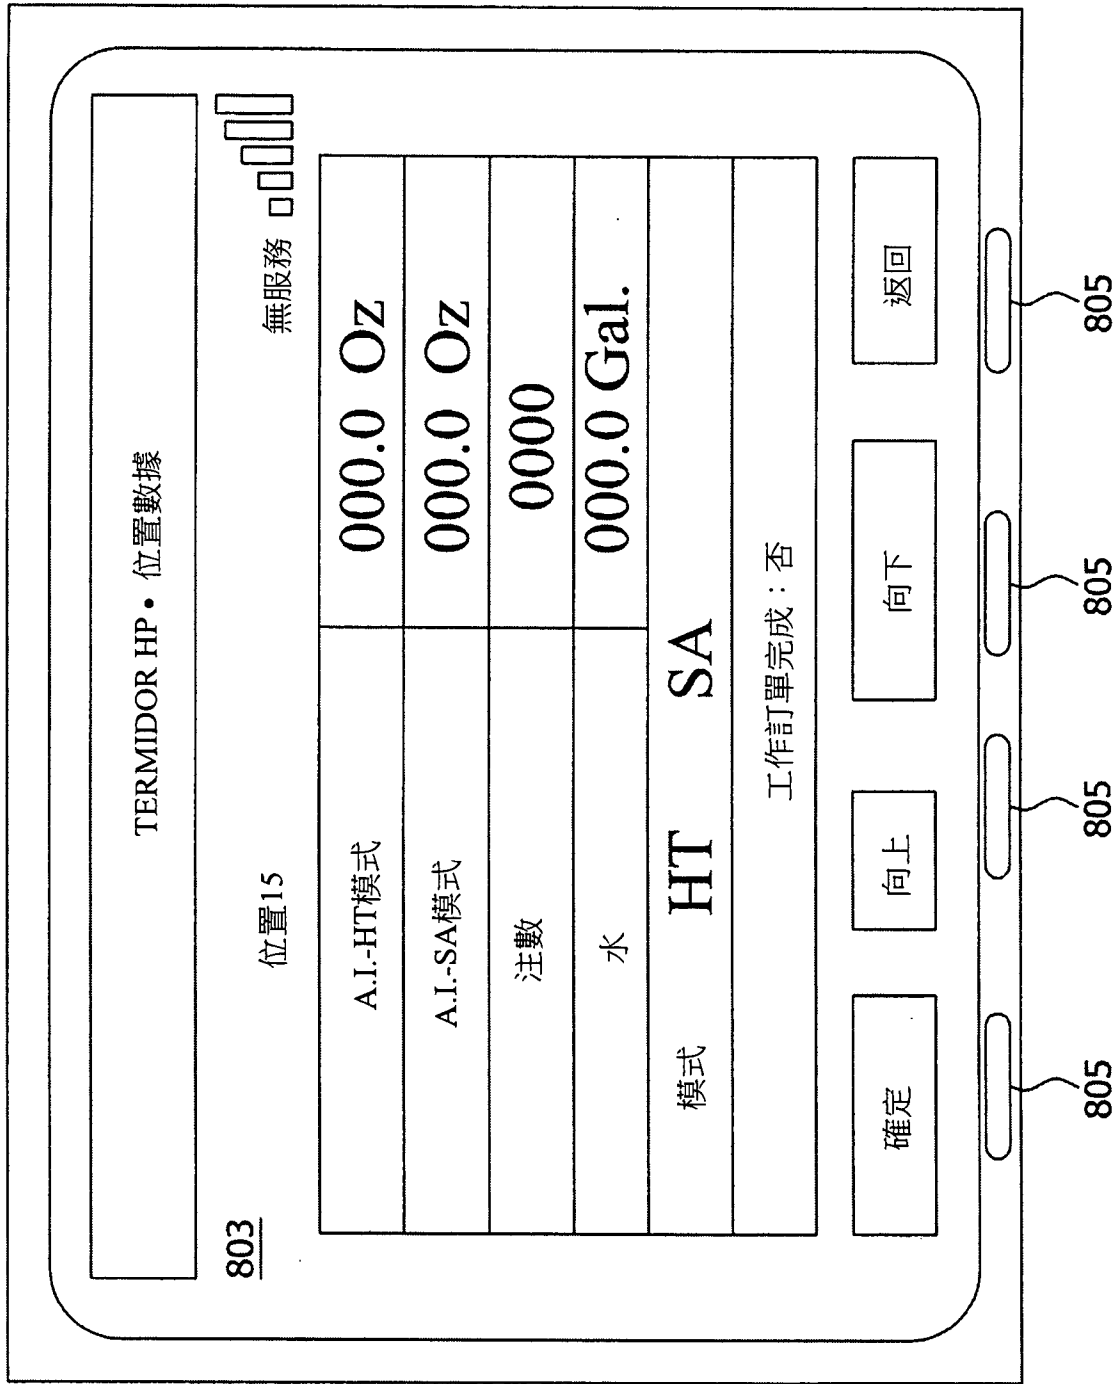 TERMIDOR HP • 位置數據
803
無服務
位置15
A.I.-HT模式 000.0 Oz
A.I.-SA模式 000.0 Oz
注數 0000
水 000.0 Gal.
模式 HT SA
工作訂單完成：否
確定 向上 向下 返回
805 805 805 805